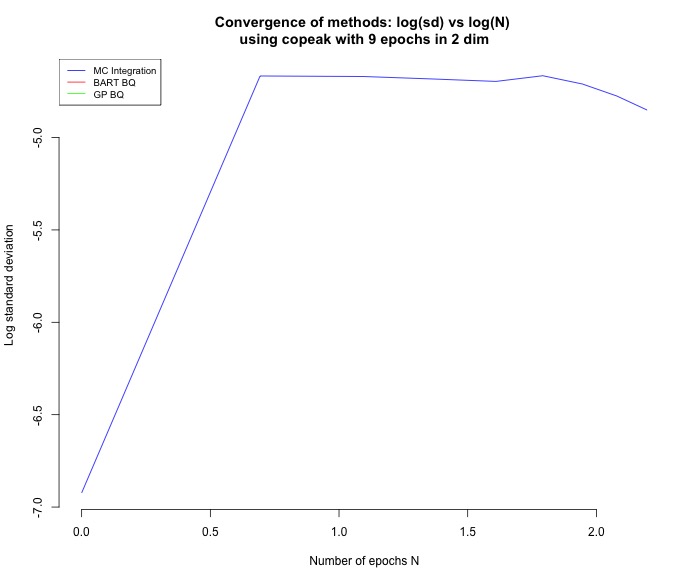 Convergence of methods: log(sd) vs log(N)
using copeak with 9 epochs in 2 dim
MC Integration
BART BQ
GP BQ
Log standard deviation
-5.0
-5.5
-6.0
-6.5
-7.0
0.0 0.5 1.0 1.5 2.0
Number of epochs N